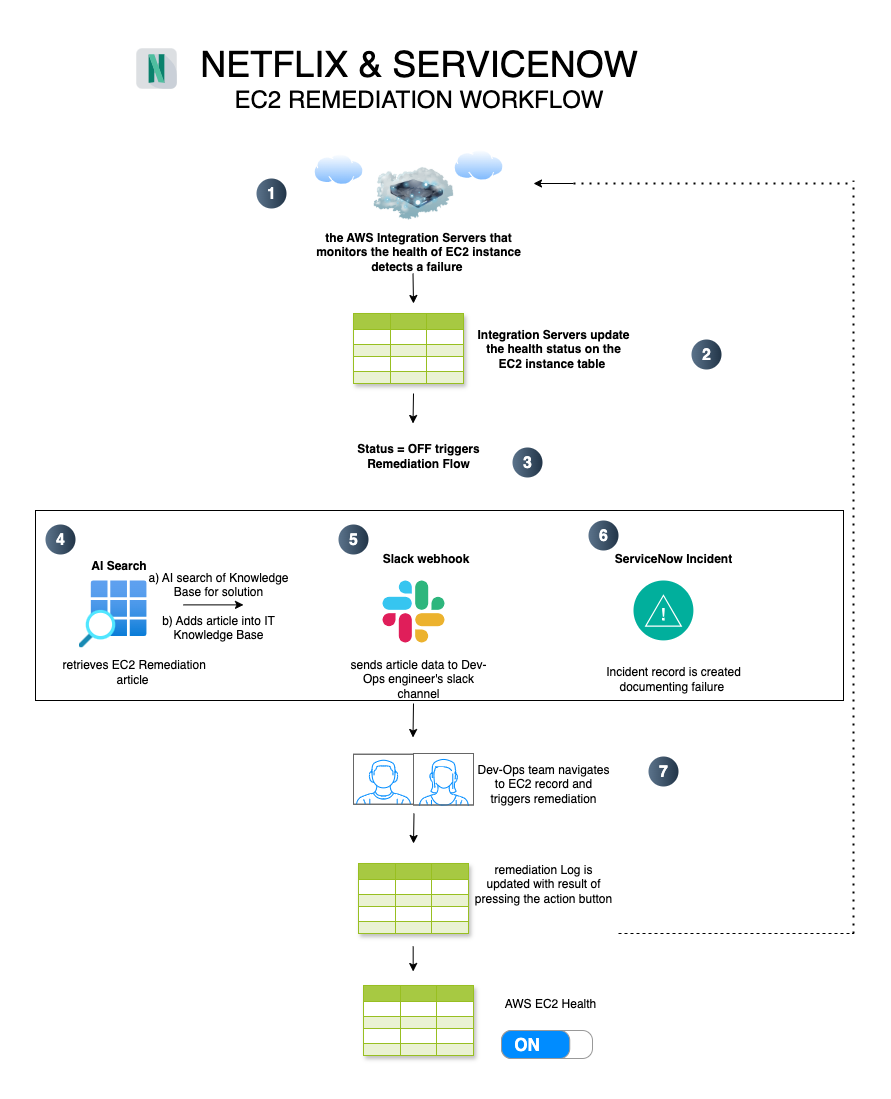 NETFLIX & SERVICENOW
EC2 REMEDIATION WORKFLOW
1
the AWS Integration Servers that
monitors the health of EC2 instance
detects a failure
Integration Servers update
the health status on the
EC2 instance table
2
Status = OFF triggers
Remediation Flow
3
4
AI Search
a) AI search of Knowledge
Base for solution
b) Adds article into IT
Knowledge Base
retrieves EC2 Remediation
article
5
Slack webhook
sends article data to Dev-
Ops engineer's slack
channel
6
ServiceNow Incident
!
Incident record is created
documenting failure
Dev-Ops team navigates
to EC2 record and
triggers remediation
7
remediation Log is
updated with result of
pressing the action button
AWS EC2 Health
ON